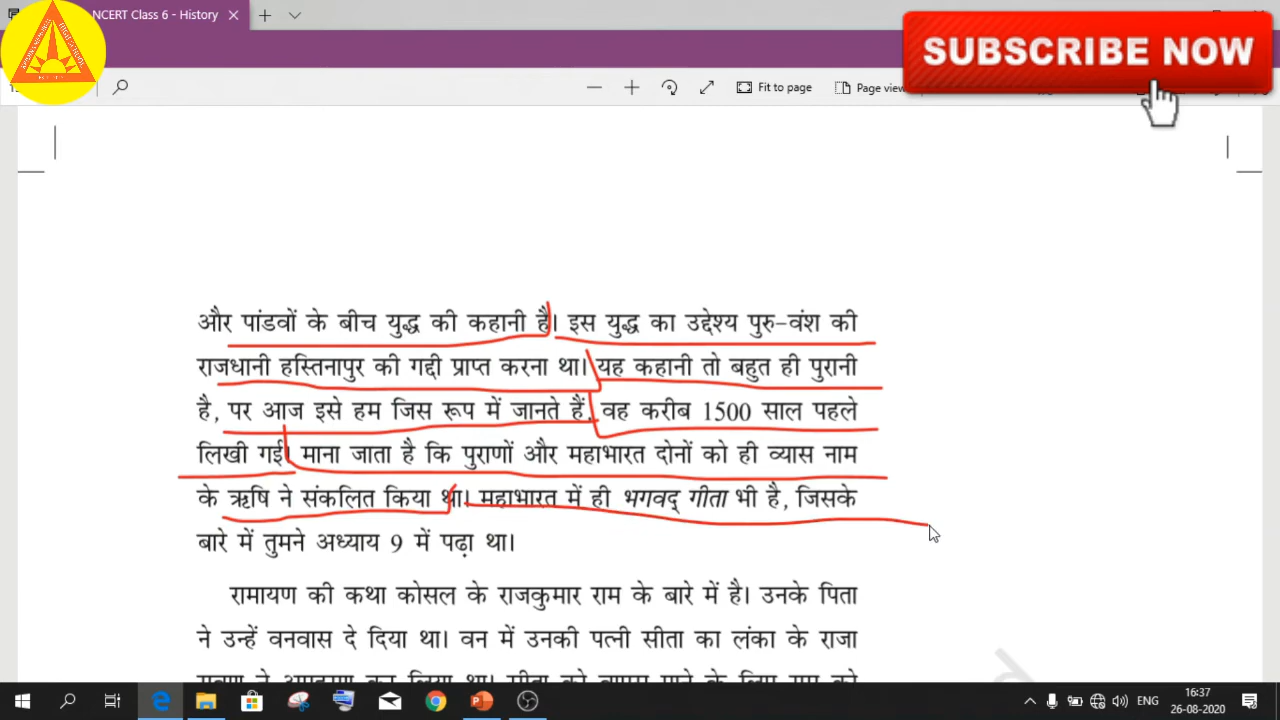 NCERT Class 6 - History
SUBSCRIBE NOW
Fit to page
Page view
और पांडवों के बीच युद्ध की कहानी है। इस युद्ध का उद्देश्य पुरु-वंश की
राजधानी हस्तिनापुर की गद्दी प्राप्त करना था। यह कहानी तो बहुत ही पुरानी
है, पर आज इसे हम जिस रूप में जानते हैं, वह करीब 1500 साल पहले
लिखी गई। माना जाता है कि पुराणों और महाभारत दोनों को ही व्यास नाम
के ऋषि ने संकलित किया था। महाभारत में ही भगवद् गीता भी है, जिसके
बारे में तुमने अध्याय 9 में पढ़ा था।
रामायण की कथा कोसल के राजकुमार राम के बारे में है। उनके पिता
ने उन्हें वनवास दे दिया था। वन में उनकी पत्नी सीता का लंका के राजा
ENG
16:37
26-08-2020